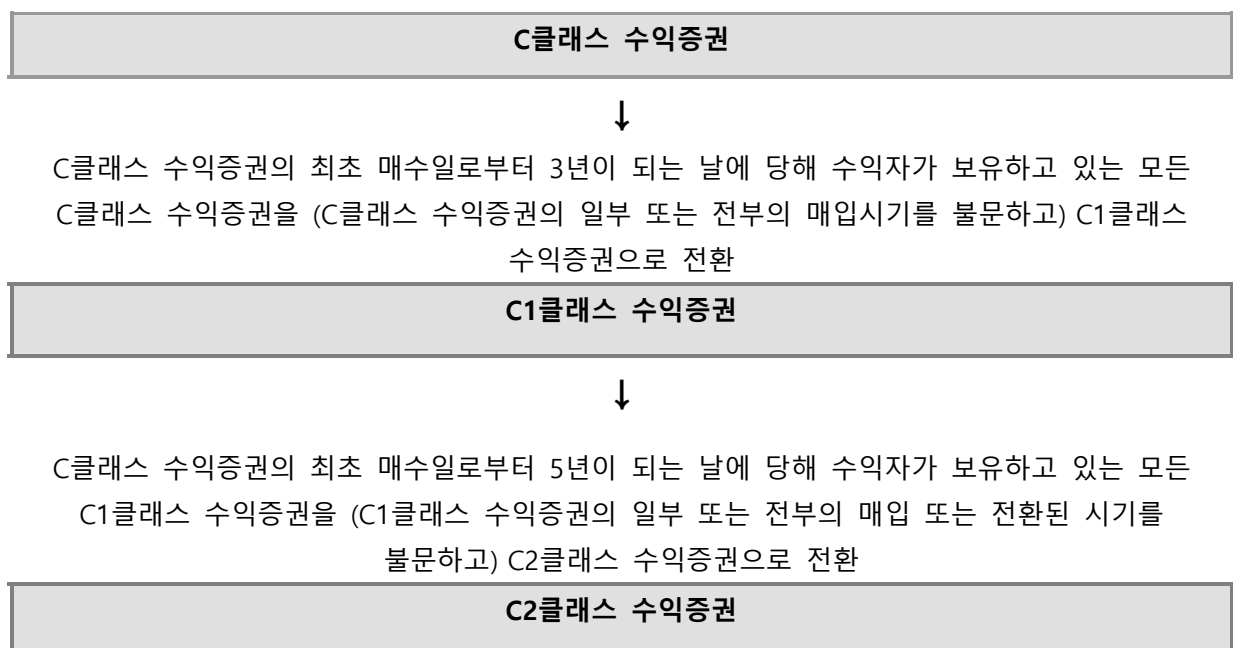 C클래스 수익증권
↓
C클래스 수익증권의 최초 매수일로부터 3년이 되는 날에 당해 수익자가 보유하고 있는 모든
C클래스 수익증권을 (C클래스 수익증권의 일부 또는 전부의 매입시기를 불문하고) C1클래스
수익증권으로 전환
C1클래스 수익증권
↓
C클래스 수익증권의 최초 매수일로부터 5년이 되는 날에 당해 수익자가 보유하고 있는 모든
C1클래스 수익증권을 (C1클래스 수익증권의 일부 또는 전부의 매입 또는 전환된 시기를
불문하고) C2클래스 수익증권으로 전환
C2클래스 수익증권